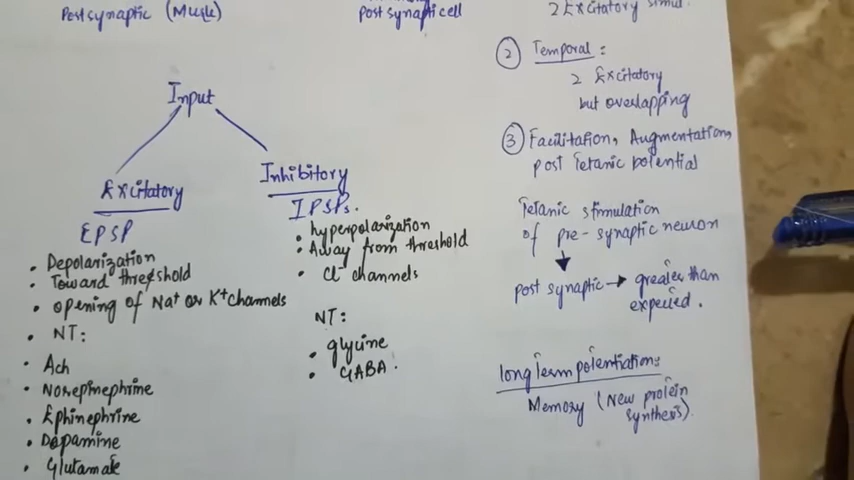 Postsynaptic (Muscle)
Post synaptic cell
2 Excitatory stimul.
Input
Excitatory
EPSP
• Depolarization
• Toward threshold
• opening of Na+ or K+ channels
• NT:
• Ach
• Norepinephrine
• Ephinephrine
• Dopamine
• Glutamate
Inhibitory
IPSPs.
• hyperpolarization
• Away from threshold
• Cl- channels
NT:
• glycine
• GABA.
② Temporal:
2 Excitatory
but overlapping
③ Facilitation, Augmentation,
post Tetanic potential
Tetanic stimulation
of pre-synaptic neuron
post synaptic → greater than
expected.
long Term potentiation:
Memory (New protein
synthesis)